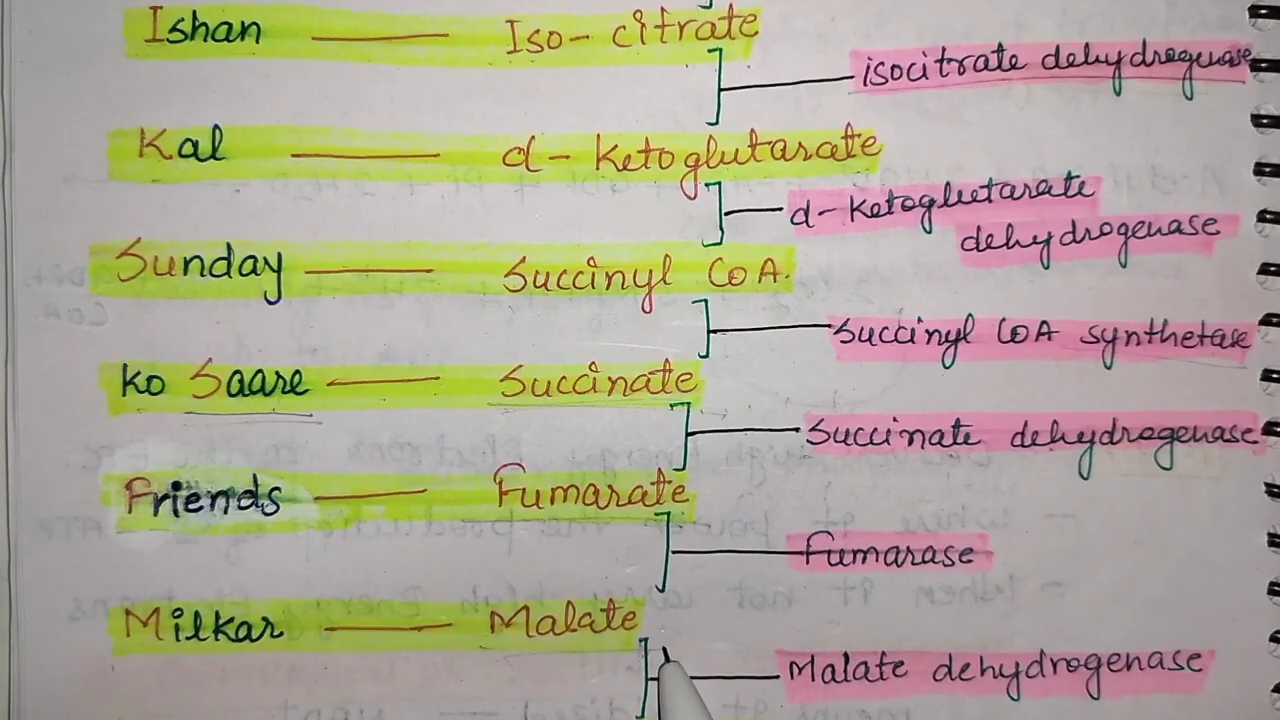 Ishan — Iso-citrate
isocitrate dehydrogenase
Kal — α-Ketoglutarate
α-Ketoglutarate
dehydrogenase
Sunday — Succinyl CoA.
Succinyl COA synthetase
ko Saare — Succinate
Succinate dehydrogenase
Friends — Fumarate
fumarase
Milkar — Malate
Malate dehydrogenase